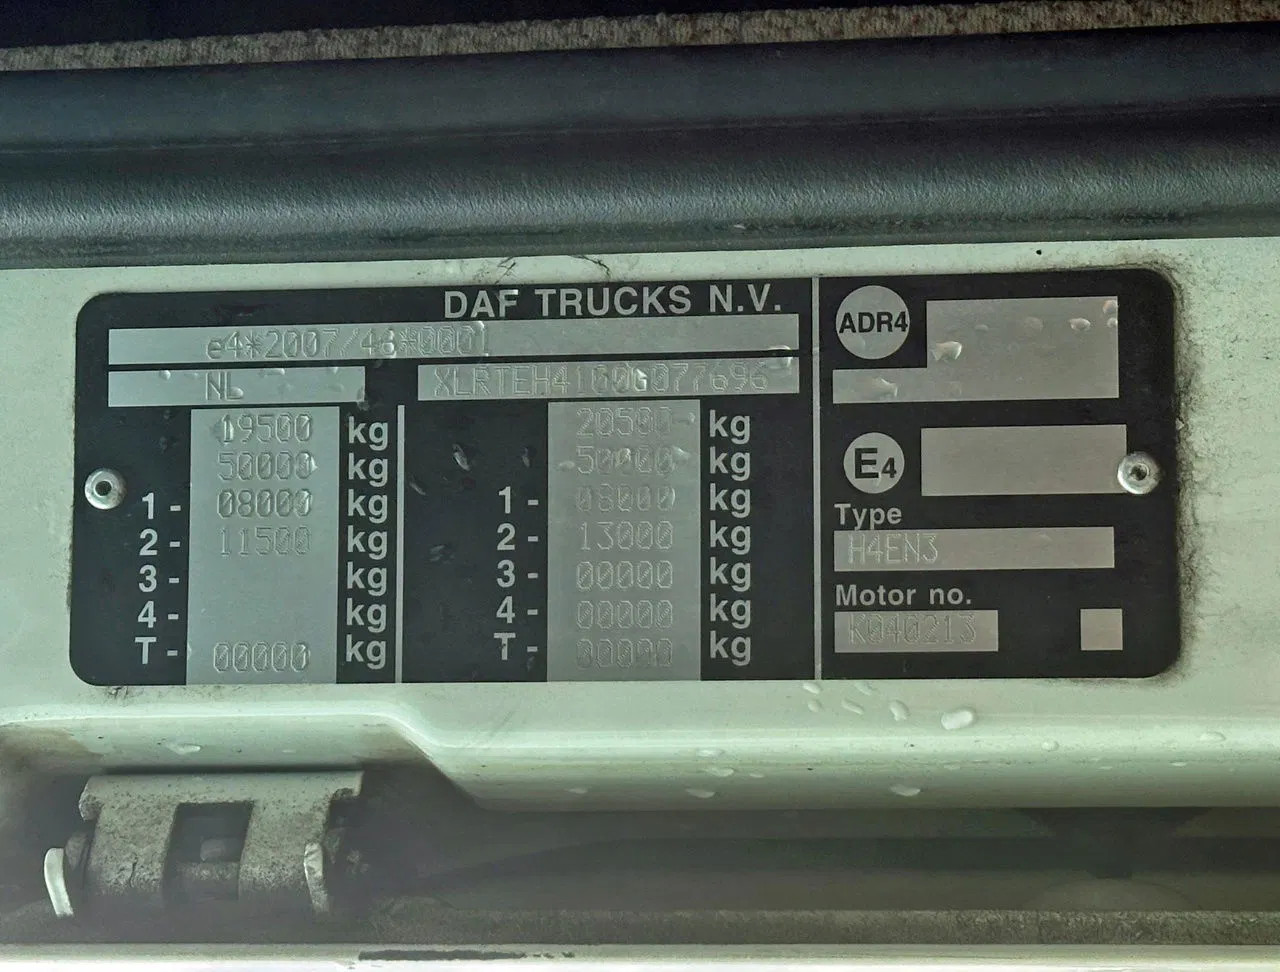 DAF TRUCKS N.V.
e4*2007/46*0001
NL XLRTEH4100G077696
19500 kg 20500 kg
50000 kg 50000 kg
1- 08000 kg 1- 08000 kg
2- 11500 kg 2- 13000 kg
3- kg 3- 00000 kg
4- kg 4- 00000 kg
T- 00000 kg T- 00000 kg
ADR4
E4
Type
H4EN3
Motor no.
K040213